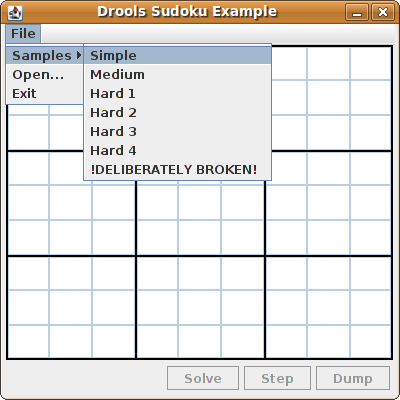 Drools Sudoku Example
File
Samples
Open...
Exit
Simple
Medium
Hard 1
Hard 2
Hard 3
Hard 4
!DELIBERATELY BROKEN!
Solve
Step
Dump